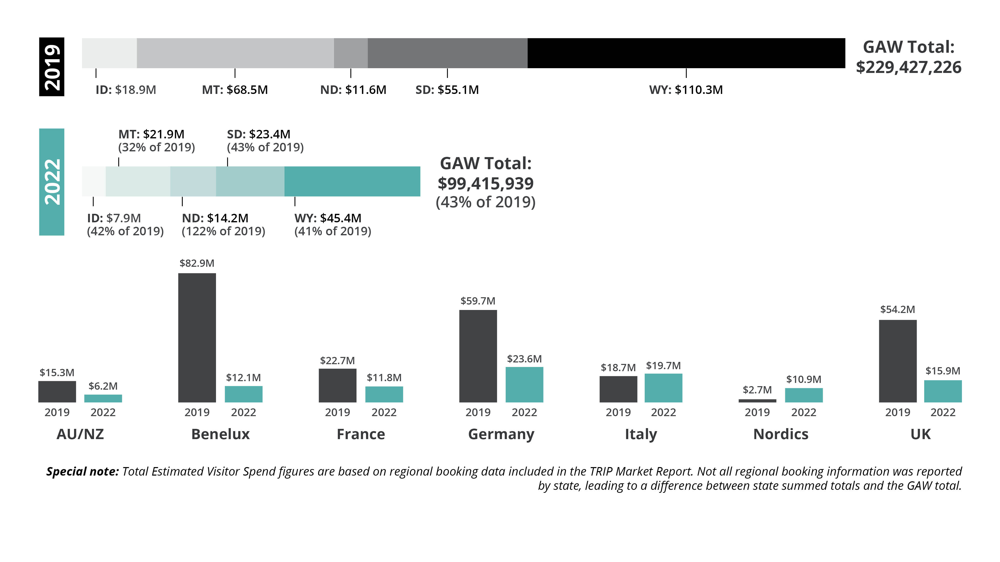 2019
GAW Total:
$229,427,226
ID: $18.9M
MT: $68.5M
ND: $11.6M
SD: $55.1M
WY: $110.3M
2022
MT: $21.9M
(32% of 2019)
SD: $23.4M
(43% of 2019)
GAW Total:
$99,415,939
(43% of 2019)
ID: $7.9M
(42% of 2019)
ND: $14.2M
(122% of 2019)
WY: $45.4M
(41% of 2019)
$15.3M
$6.2M
2019
2022
AU/NZ
$82.9M
$12.1M
2019
2022
Benelux
$22.7M
$11.8M
2019
2022
France
$59.7M
$23.6M
2019
2022
Germany
$18.7M
$19.7M
2019
2022
Italy
$2.7M
$10.9M
2019
2022
Nordics
$54.2M
$15.9M
2019
2022
UK
Special note: Total Estimated Visitor Spend figures are based on regional booking data included in the TRIP Market Report. Not all regional booking information was reported
by state, leading to a difference between state summed totals and the GAW total.